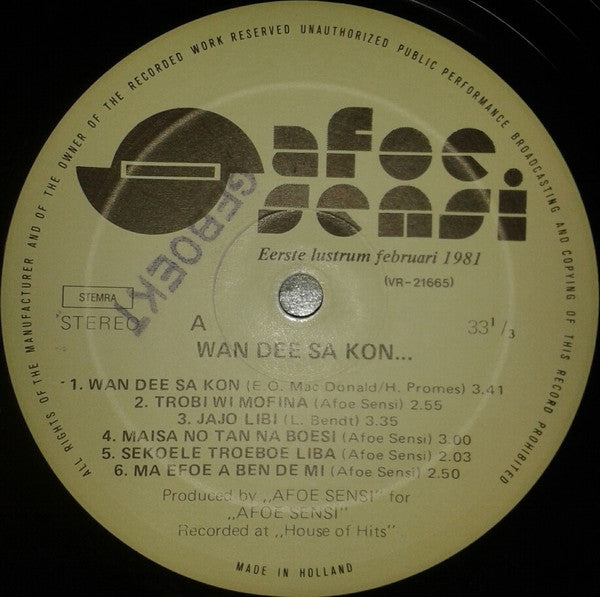 ALL RIGHTS OF THE MANUFACTURER AND OF THE OWNER OF THE RECORDED WORK RESERVED UNAUTHORIZED PUBLIC PERFORMANCE BROADCASTING AND COPYING OF THIS RECORD PROHIBITED
afoe
sensi
GEBOEKT
Eerste lustrum februari 1981
(VR-21665)
STEMRA
STEREO
A
33 1/3
WAN DEE SA KON...
1. WAN DEE SA KON (E.O. Mac Donald/H. Promes) 3.41
2. TROBI WI MOFINA (Afoe Sensi) 2.55
3. JAJO LIBI (L. Bendt) 3.35
4. MAISA NO TAN NA BOESI (Afoe Sensi) 3.00
5. SEKOELE TROEBOE LIBA (Afoe Sensi) 2.03
6. MA EFOE A BEN DE MI (Afoe Sensi) 2.50
Produced by „AFOE SENSI" for
„AFOE SENSI"
Recorded at „House of Hits"
MADE IN HOLLAND